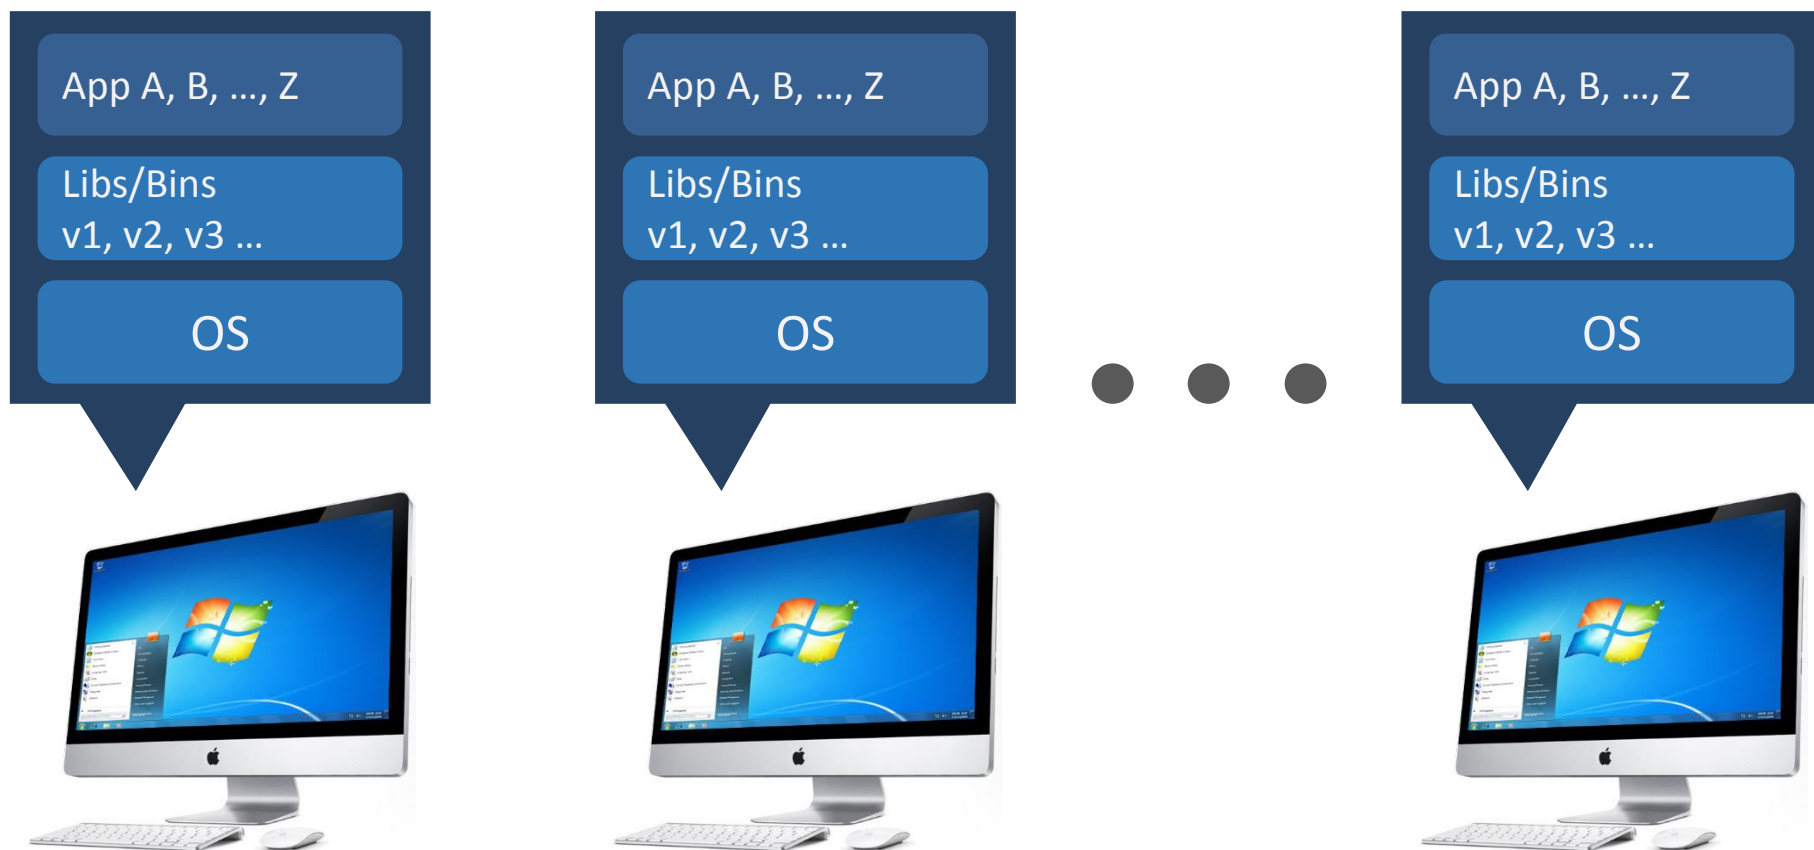 App A, B, ..., Z
Libs/Bins
v1, v2, v3 ...
OS
App A, B, ..., Z
Libs/Bins
v1, v2, v3 ...
OS
App A, B, ..., Z
Libs/Bins
v1, v2, v3 ...
OS